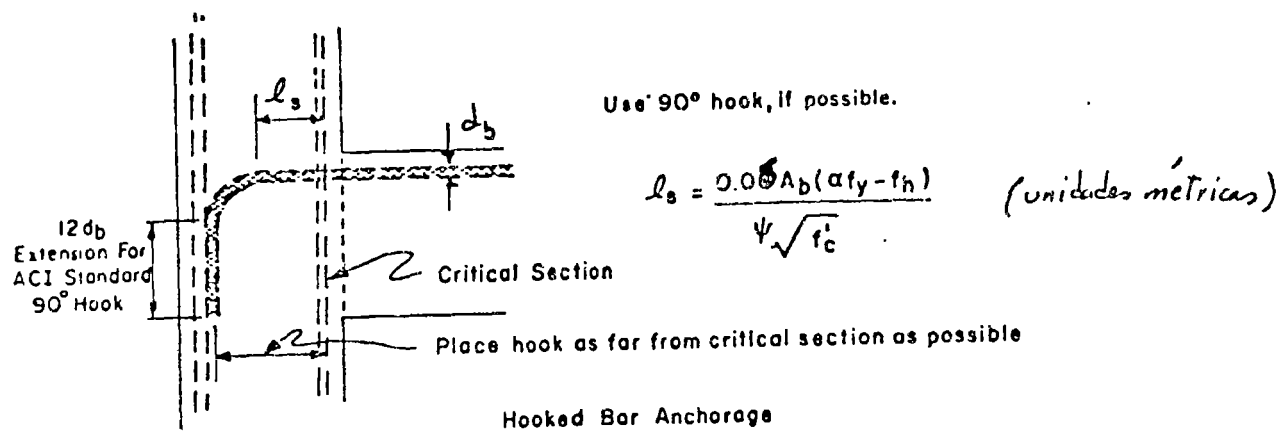 ℓs
db
Use 90° hook, if possible.
(unidades métricas)
12db
Extension For
ACI Standard
90° Hook
Critical Section
Place hook as far from critical section as possible
Hooked Bar Anchorage